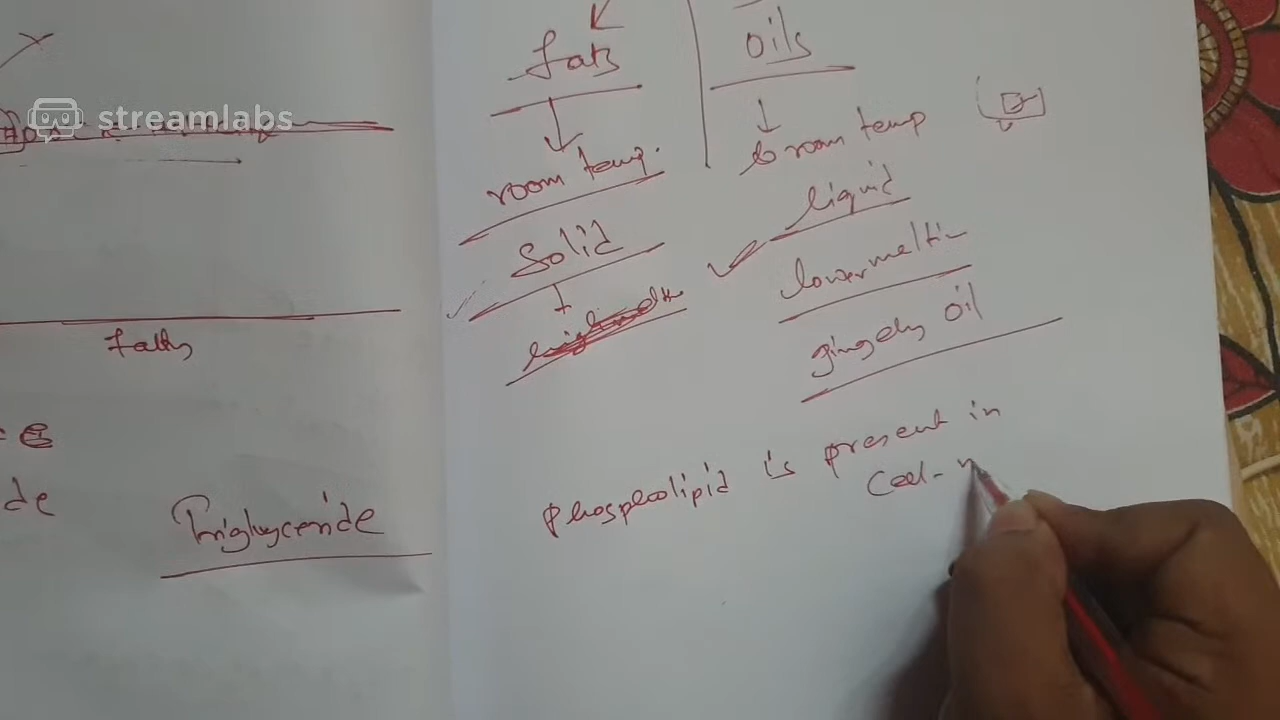 streamlabs
fatty
de
Triglyceride
fats
room temp.
Solid
oils
room temp
liquid
lower meltin
gingely oil
phospholipid is present in
Cell-m